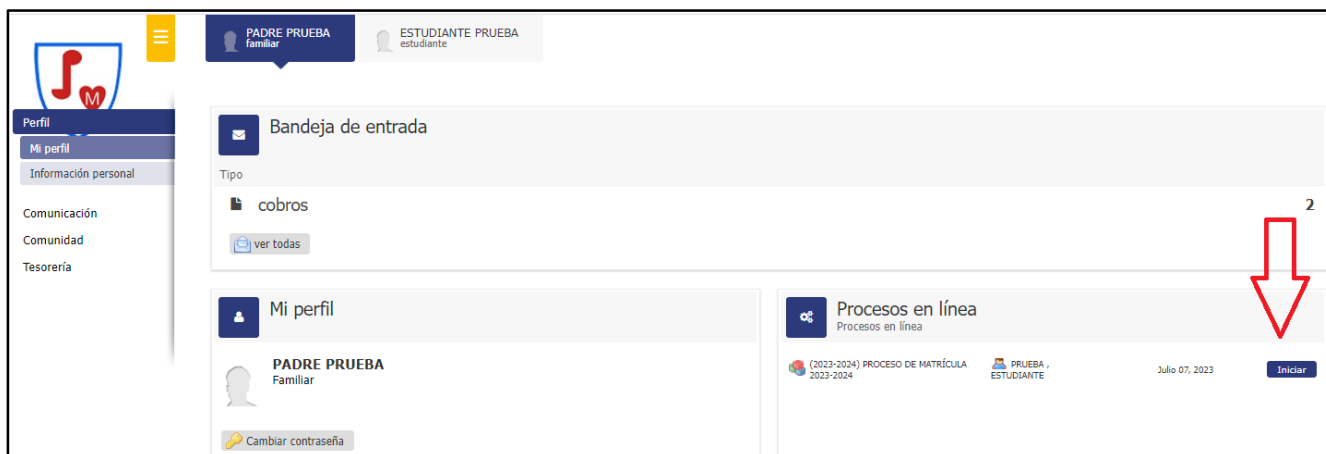 PADRE PRUEBA
familiar
ESTUDIANTE PRUEBA
estudiante
M
Perfil
Mi perfil
Información personal
Comunicación
Comunidad
Tesorería
Bandeja de entrada
Tipo
cobros 2
ver todas
Mi perfil
PADRE PRUEBA
Familiar
Cambiar contraseña
Procesos en línea
Procesos en línea
(2023-2024) PROCESO DE MATRÍCULA
2023-2024
PRUEBA ,
ESTUDIANTE
Julio 07, 2023
Iniciar